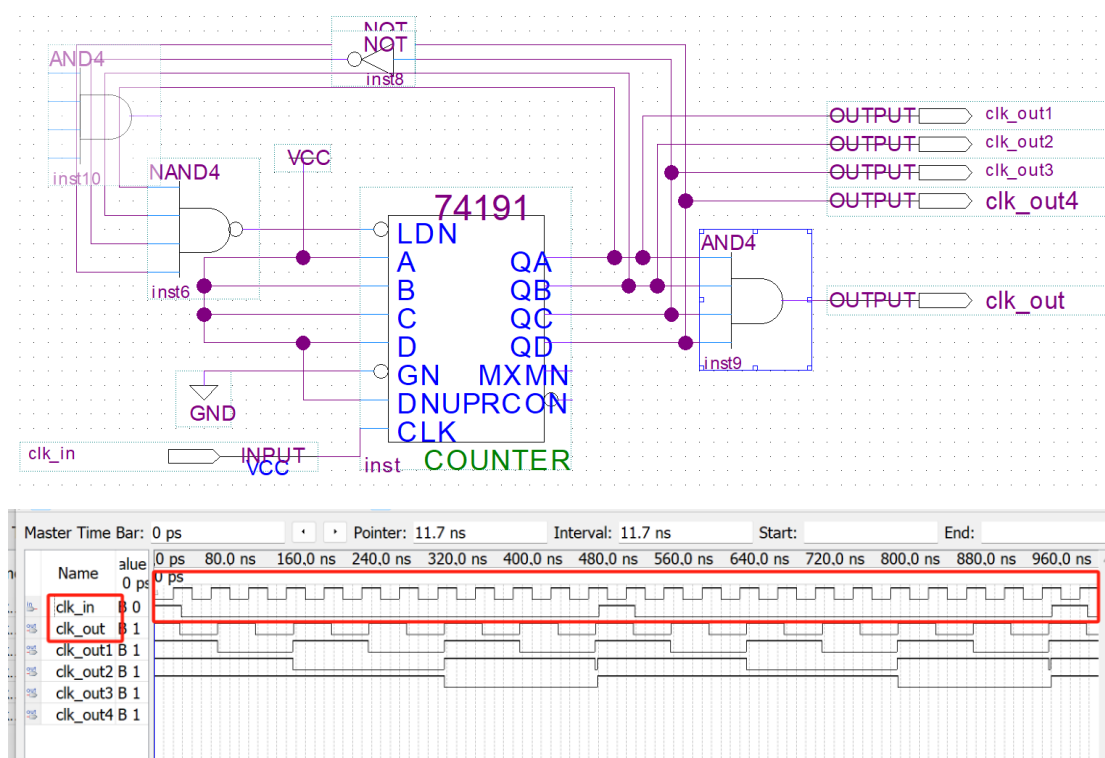 NOT
NOT
AND4
inst8
OUTPUT clk_out1
OUTPUT clk_out2
VCC
OUTPUT clk_out3
inst10
NAND4
OUTPUT clk_out4
74191
LDN
AND4
A QA
B QB
inst6
OUTPUT clk_out
C QC
D QD
inst9
GN MXMN
GND
DNUP RCON
CLK
clk_in
INPUT
VCC
inst
COUNTER
Master Time Bar: 0 ps Pointer: 11.7 ns Interval: 11.7 ns Start: End:
Name
alue
0 ps
0 ps 80.0 ns 160.0 ns 240.0 ns 320.0 ns 400.0 ns 480.0 ns 560.0 ns 640.0 ns 720.0 ns 800.0 ns 880.0 ns 960.0 ns
0 ps
clk_in B 0
clk_out B 1
clk_out1 B 1
clk_out2 B 1
clk_out3 B 1
clk_out4 B 1